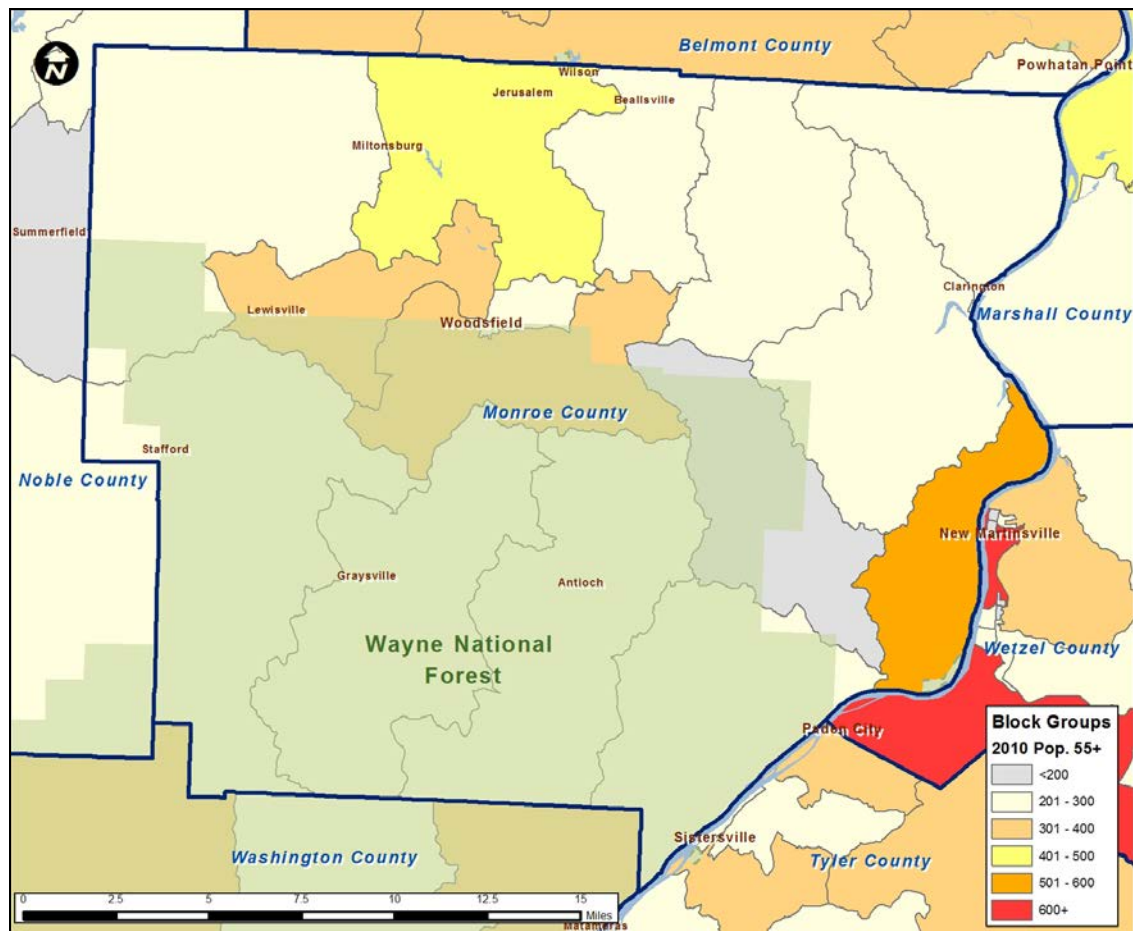 Belmont County
N
Wilson
Powhatan Point
Jerusalem
Beallsville
Miltonsburg
Summerfield
Clarington
Lewisville
Woodsfield
Marshall County
Monroe County
Stafford
Noble County
New Martinsville
Graysville
Antioch
Wayne National
Forest
Wetzel County
Paden City
Sistersville
Washington County
Tyler County
Matamoras
Block Groups
2010 Pop. 55+
<200
201 - 300
301 - 400
401 - 500
501 - 600
600+
0 2.5 5 7.5 10 12.5 15
Miles